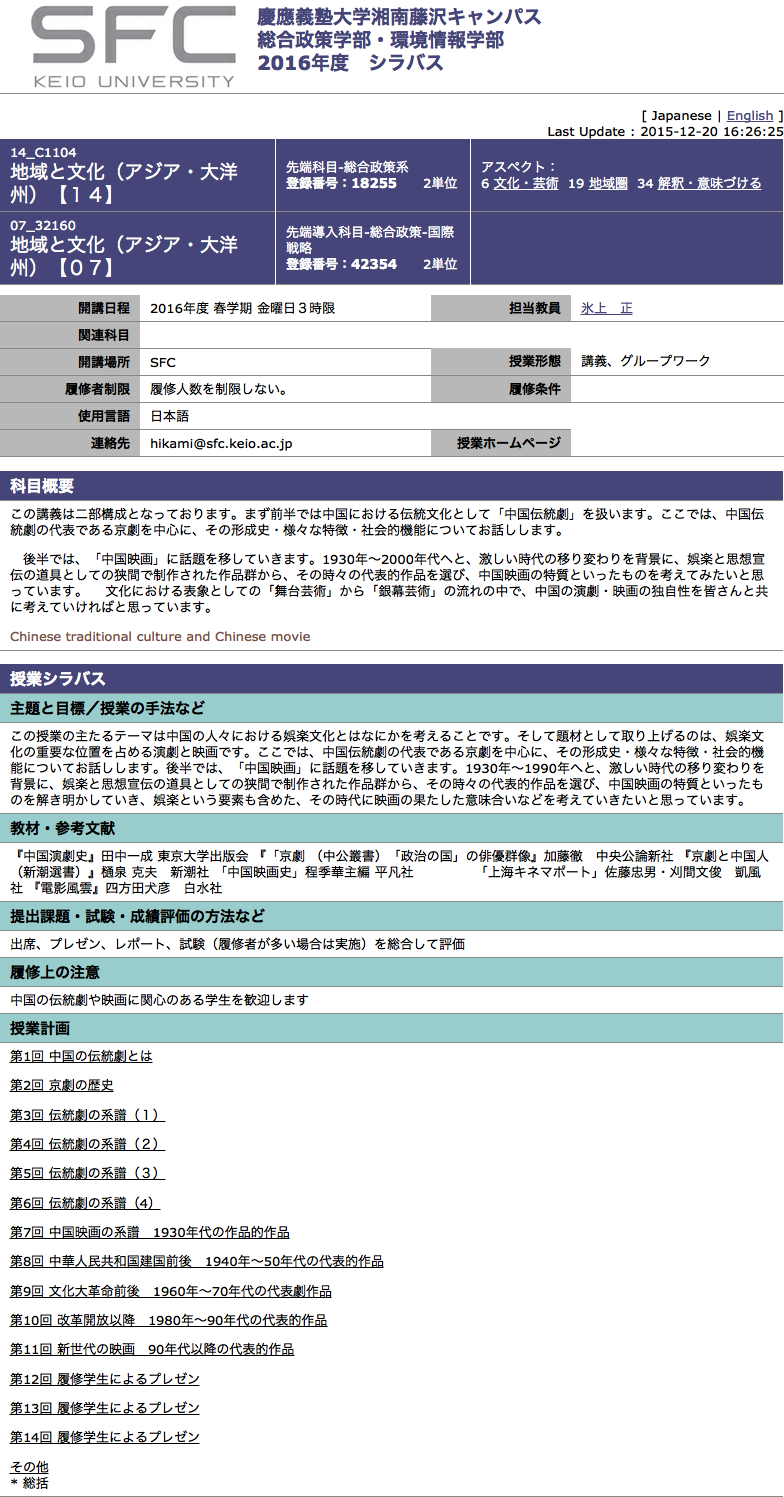 SFC
KEIO UNIVERSITY
慶應義塾大学湘南藤沢キャンパス
総合政策学部・環境情報学部
2016年度　シラバス
[ Japanese | English ]
Last Update : 2015-12-20 16:26:25
14_C1104
地域と文化（アジア・大洋
州）【１４】
先端科目-総合政策系
登録番号：18255　2単位
アスペクト：
6 文化・芸術 19 地域圏 34 解釈・意味づける
07_32160
地域と文化（アジア・大洋
州）【０７】
先端導入科目-総合政策-国際
戦略
登録番号：42354　2単位
開講日程 2016年度 春学期 金曜日３時限 担当教員 氷上　正
関連科目
開講場所 SFC 授業形態 講義、グループワーク
履修者制限 履修人数を制限しない。 履修条件
使用言語 日本語
連絡先 hikami@sfc.keio.ac.jp 授業ホームページ
科目概要
この講義は二部構成となっております。まず前半では中国における伝統文化として「中国伝統劇」を扱います。ここでは、中国伝
統劇の代表である京劇を中心に、その形成史・様々な特徴・社会的機能についてお話しします。
　後半では、「中国映画」に話題を移していきます。1930年〜2000年代へと、激しい時代の移り変わりを背景に、娯楽と思想宣
伝の道具としての狭間で制作された作品群から、その時々の代表的作品を選び、中国映画の特質といったものを考えてみたいと思
っています。　文化における表象としての「舞台芸術」から「銀幕芸術」の流れの中で、中国の演劇・映画の独自性を皆さんと共
に考えていければと思っています。
Chinese traditional culture and Chinese movie
授業シラバス
主題と目標／授業の手法など
この授業の主たるテーマは中国の人々における娯楽文化とはなにかを考えることです。そして題材として取り上げるのは、娯楽文
化の重要な位置を占める演劇と映画です。ここでは、中国伝統劇の代表である京劇を中心に、その形成史・様々な特徴・社会的機
能についてお話しします。後半では、「中国映画」に話題を移していきます。1930年〜1990年へと、激しい時代の移り変わりを
背景に、娯楽と思想宣伝の道具としての狭間で制作された作品群から、その時々の代表的作品を選び、中国映画の特質といったも
のを解き明かしていき、娯楽という要素も含めた、その時代に映画の果たした意味合いなどを考えていきたいと思っています。
教材・参考文献
『中国演劇史』田中一成 東京大学出版会 『「京劇 （中公叢書）「政治の国」の俳優群像』加藤徹　中央公論新社 『京劇と中国人
（新潮選書）』樋泉 克夫　新潮社 「中国映画史」程季華主編 平凡社　「上海キネマポート」佐藤忠男・刈間文俊　凱風
社 『電影風雲』四方田犬彦　白水社
提出課題・試験・成績評価の方法など
出席、プレゼン、レポート、試験（履修者が多い場合は実施）を総合して評価
履修上の注意
中国の伝統劇や映画に関心のある学生を歓迎します
授業計画
第1回 中国の伝統劇とは
第2回 京劇の歴史
第3回 伝統劇の系譜（１）
第4回 伝統劇の系譜（２）
第5回 伝統劇の系譜（３）
第6回 伝統劇の系譜（4）
第7回 中国映画の系譜　1930年代の作品的作品
第8回 中華人民共和国建国前後　1940年〜50年代の代表的作品
第9回 文化大革命前後　1960年〜70年代の代表劇作品
第10回 改革開放以降　1980年〜90年代の代表的作品
第11回 新世代の映画　90年代以降の代表的作品
第12回 履修学生によるプレゼン
第13回 履修学生によるプレゼン
第14回 履修学生によるプレゼン
その他
* 総括